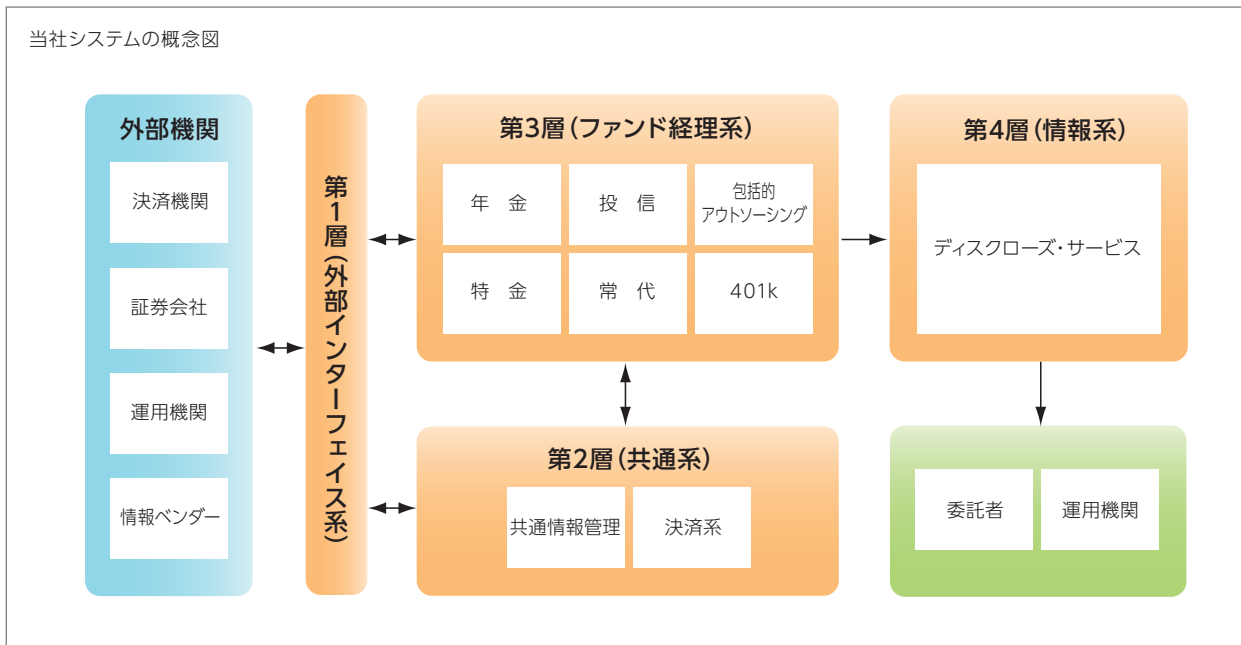 当社システムの概念図
外部機関
決済機関
証券会社
運用機関
情報ベンダー
第1層(外部インターフェイス系)
第3層(ファンド経理系)
年 金
投 信
包括的
アウトソーシング
特 金
常 代
401k
第2層(共通系)
共通情報管理
決済系
第4層(情報系)
ディスクローズ・サービス
委託者
運用機関